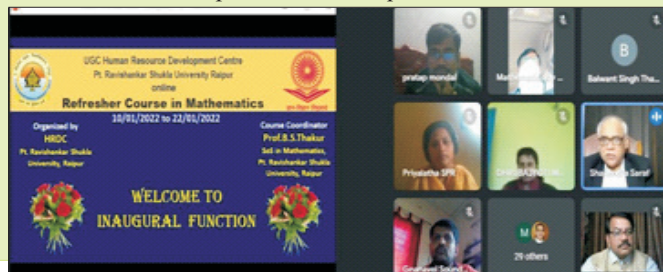 UGC Human Resource Development Centre
Pt. Ravishankar Shukla University Raipur
online
Refresher Course in Mathematics
10/01/2022 to 22/01/2022
Organized by
HRDC
Pt. Ravishankar Shukla
University, Raipur
Course Coordinator
Prof.B.S.Thakur
SoS in Mathematics,
Pt. Ravishankar Shukla
University, Raipur
WELCOME TO
INAUGURAL FUNCTION
pratap mondal
B
Balwant Singh Tha...
Priyalatha SPR
Saraf
M
29 others